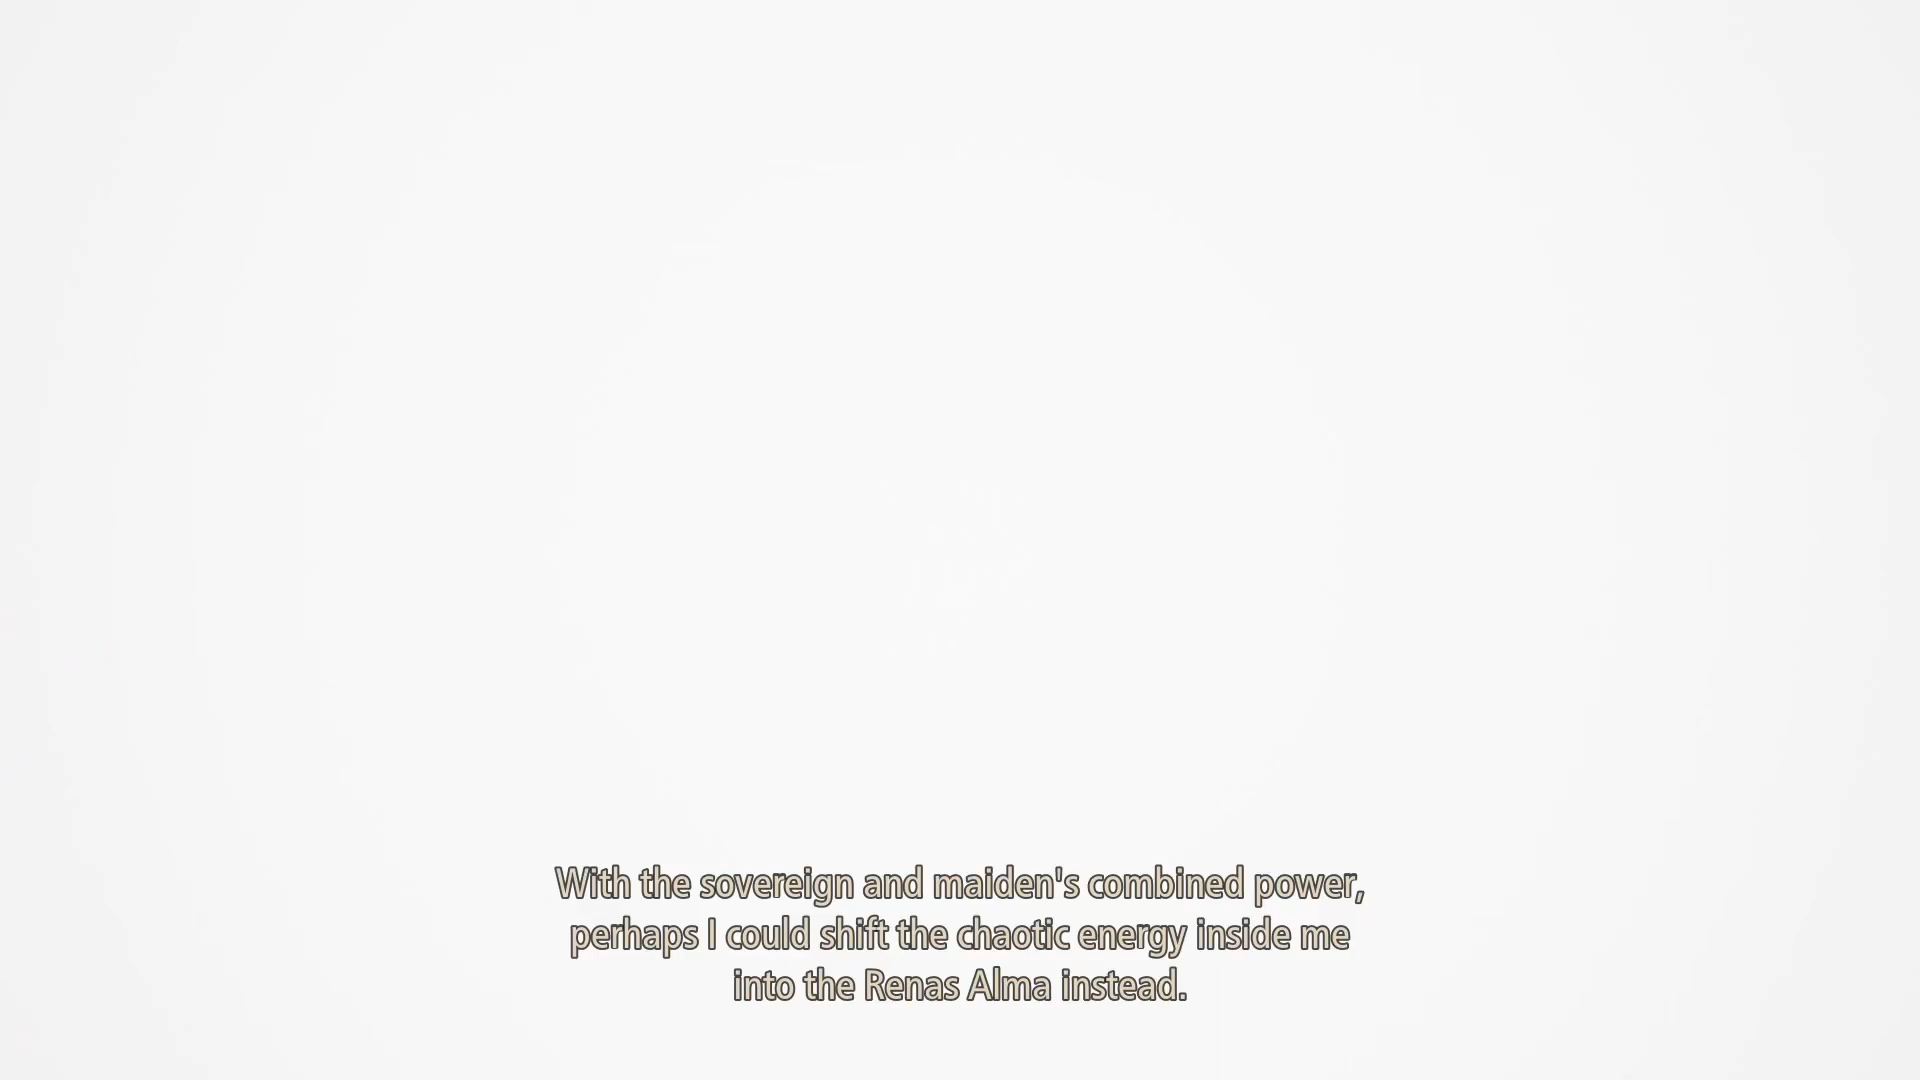 With the sovereign and maiden's combined power,
perhaps I could shift the chaotic energy inside me
into the Renas Alma instead.